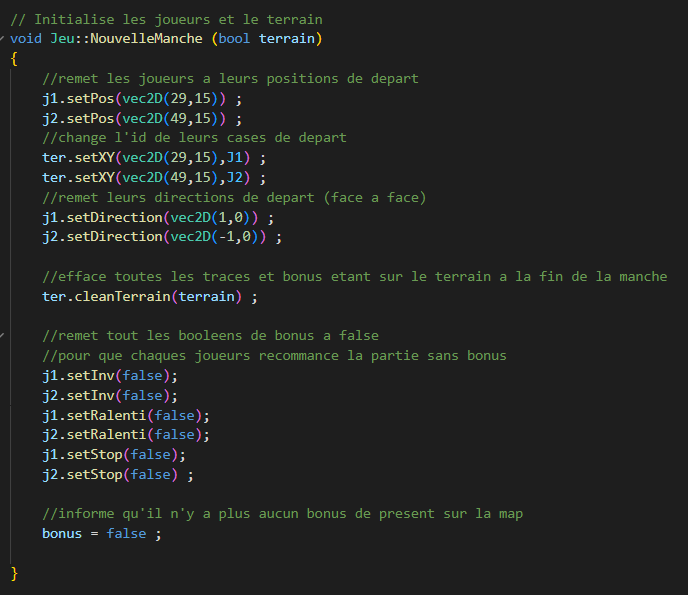 // Initialise les joueurs et le terrain
void Jeu::NouvelleManche (bool terrain)
{
    //remet les joueurs a leurs positions de depart
    j1.setPos(vec2D(29,15)) ;
    j2.setPos(vec2D(49,15)) ;
    //change l'id de leurs cases de depart
    ter.setXY(vec2D(29,15),J1) ;
    ter.setXY(vec2D(49,15),J2) ;
    //remet leurs directions de depart (face a face)
    j1.setDirection(vec2D(1,0)) ;
    j2.setDirection(vec2D(-1,0)) ;

    //efface toutes les traces et bonus etant sur le terrain a la fin de la manche
    ter.cleanTerrain(terrain) ;

    //remet tout les booleens de bonus a false
    //pour que chaques joueurs recommance la partie sans bonus
    j1.setInv(false);
    j2.setInv(false);
    j1.setRalenti(false);
    j2.setRalenti(false);
    j1.setStop(false);
    j2.setStop(false) ;

    //informe qu'il n'y a plus aucun bonus de present sur la map
    bonus = false ;

}